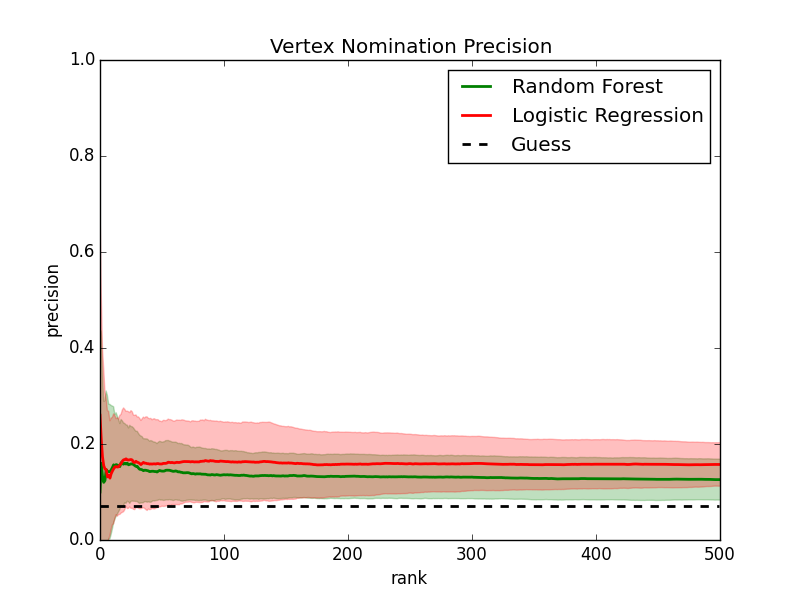 Vertex Nomination Precision
1.0
0.8
0.6
0.4
0.2
0.0
precision
Random Forest
Logistic Regression
Guess
0 100 200 300 400 500
rank